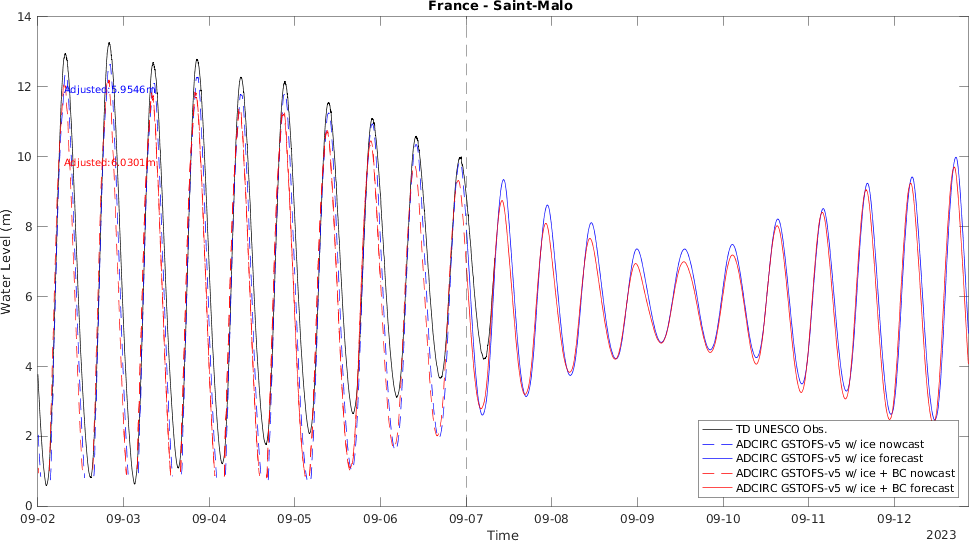 France - Saint-Malo
14
12
10
8
6
4
2
0
Water Level (m)
Adjusted:5.9546m
Adjusted:6.0301m
TD UNESCO Obs.
ADCIRC GSTOFS-v5 w/ ice nowcast
ADCIRC GSTOFS-v5 w/ ice forecast
ADCIRC GSTOFS-v5 w/ ice + BC nowcast
ADCIRC GSTOFS-v5 w/ ice + BC forecast
09-02 09-03 09-04 09-05 09-06 09-07 09-08 09-09 09-10 09-11 09-12
Time
2023